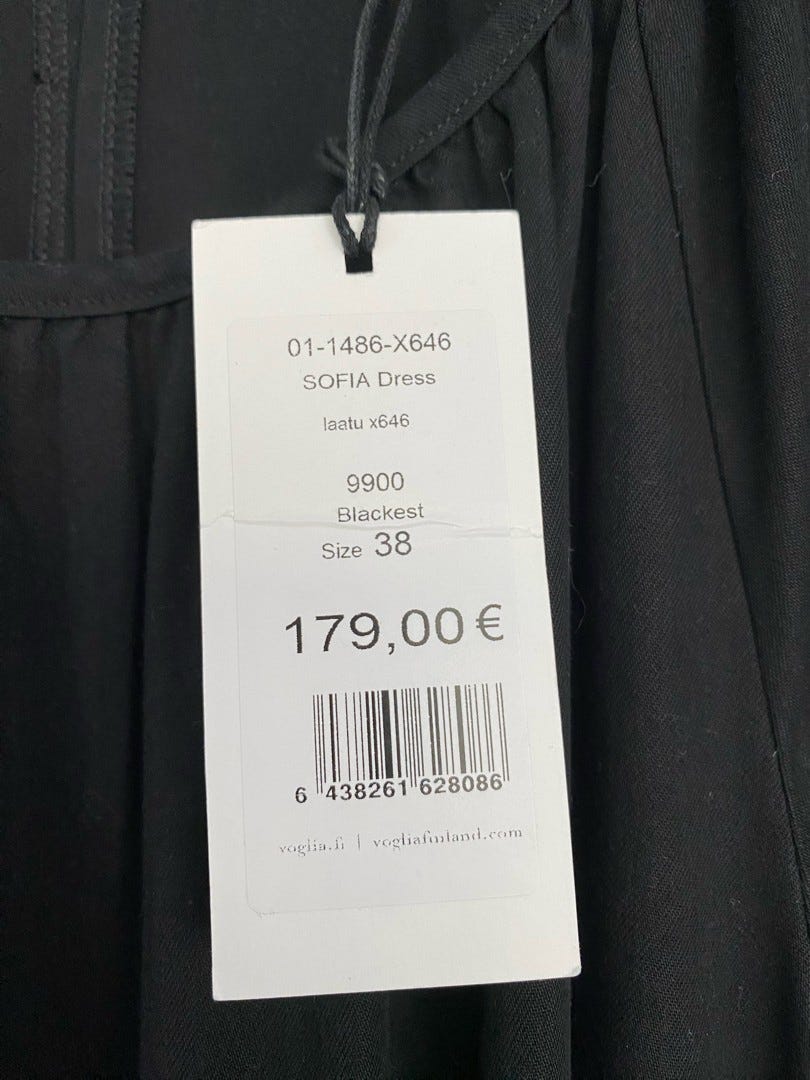 01-1486-X646
SOFIA Dress
laatu x646
9900
Blackest
Size 38
179,00 €
6 438261 628086
voglia.fi | vogliafinland.com